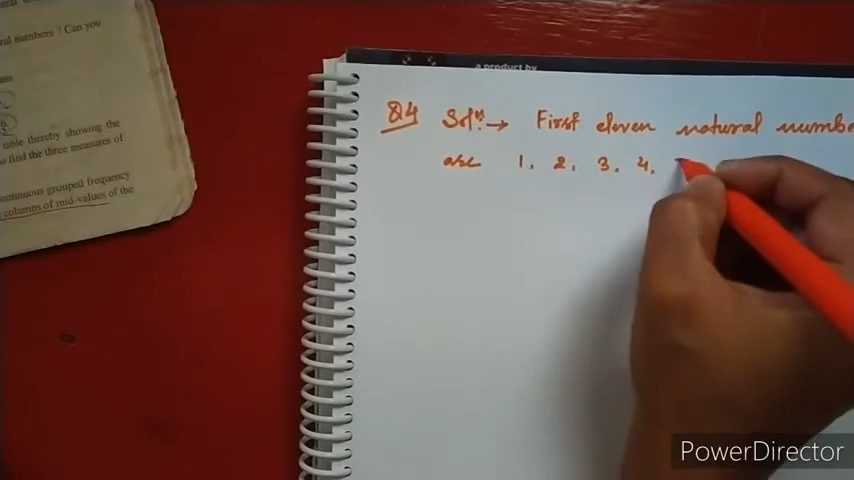 ral numbers ? Can you
table thereby showing the
o find the three measures of
ontinuous grouped frequency
columns of mid-values of the
a product by
Q4 Solⁿ. → First eleven natural numbe
are 1, 2, 3, 4,
PowerDirector